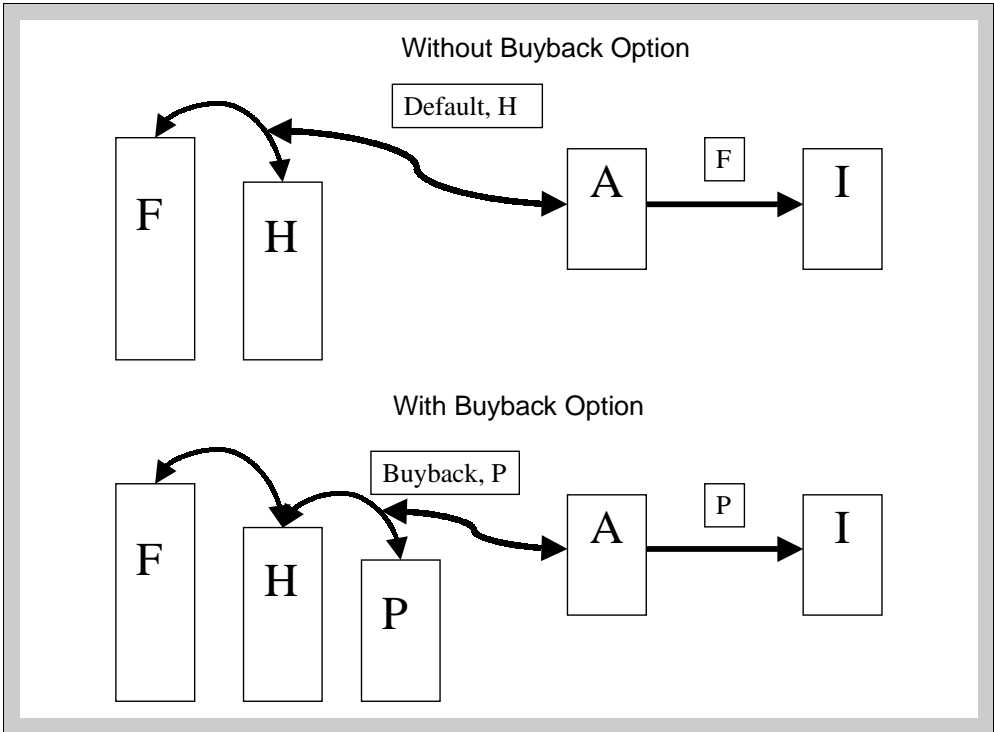 Without Buyback Option
Default, H
F
F
H
A
I
With Buyback Option
Buyback, P
P
F
H
P
A
I